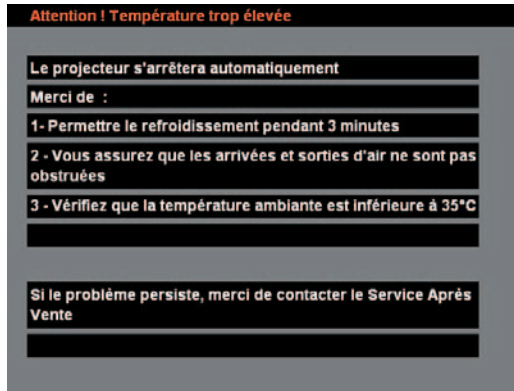 Attention ! Température trop élevée
Le projecteur s'arrêtera automatiquement
Merci de :
1- Permettre le refroidissement pendant 3 minutes
2 - Vous assurez que les arrivées et sorties d'air ne sont pas
obstruées
3 - Vérifiez que la température ambiante est inférieure à 35°C
Si le problème persiste, merci de contacter le Service Après
Vente